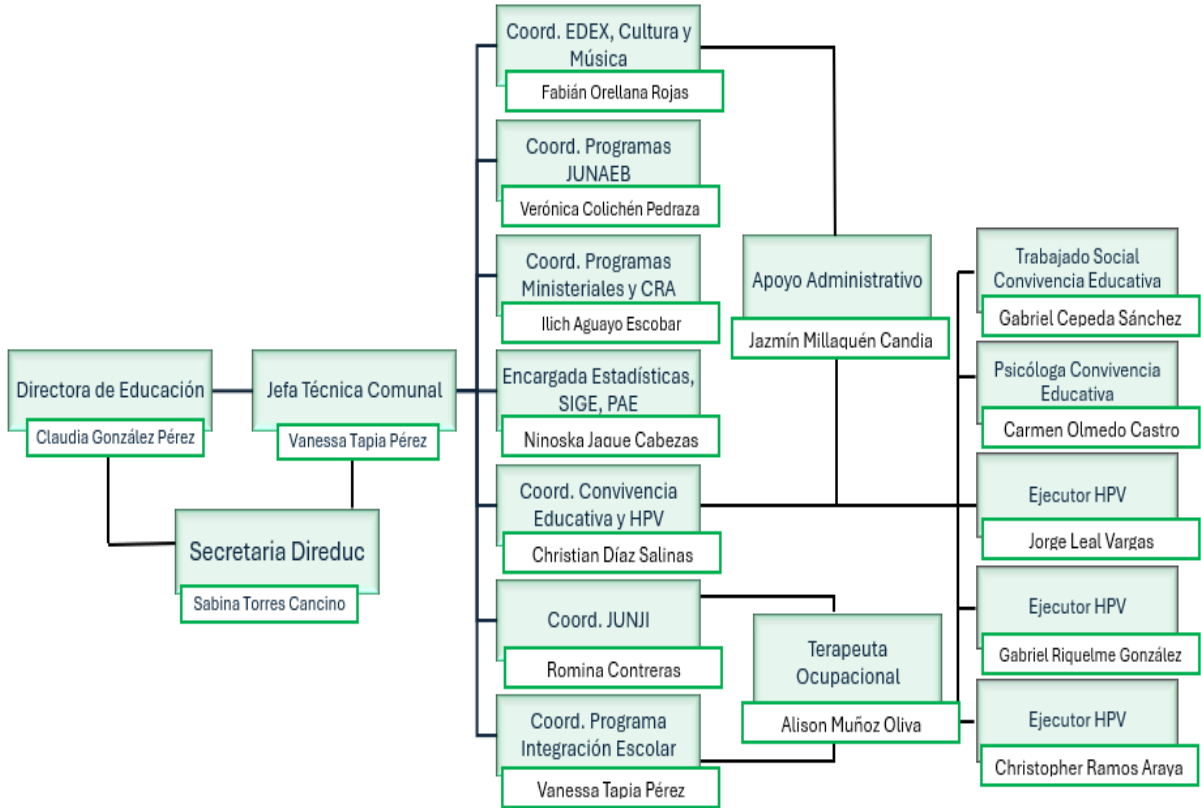 Coord. EDEX, Cultura y
Música
Fabián Orellana Rojas
Coord. Programas
JUNAEB
Verónica Colichén Pedraza
Coord. Programas
Ministeriales y CRA
Ilich Aguayo Escobar
Directora de Educación
Claudia González Pérez
Jefa Técnica Comunal
Vanessa Tapia Pérez
Secretaria Direduc
Sabina Torres Cancino
Encargada Estadísticas,
SIGE, PAE
Ninoska Jaque Cabezas
Coord. Convivencia
Educativa y HPV
Christian Díaz Salinas
Coord. JUNJI
Romina Contreras
Coord. Programa
Integración Escolar
Vanessa Tapia Pérez
Apoyo Administrativo
Jazmín Millaquén Candia
Terapeuta
Ocupacional
Alison Muñoz Oliva
Trabajado Social
Convivencia Educativa
Gabriel Cepeda Sánchez
Psicóloga Convivencia
Educativa
Carmen Olmedo Castro
Ejecutor HPV
Jorge Leal Vargas
Ejecutor HPV
Gabriel Riquelme González
Ejecutor HPV
Christopher Ramos Araya